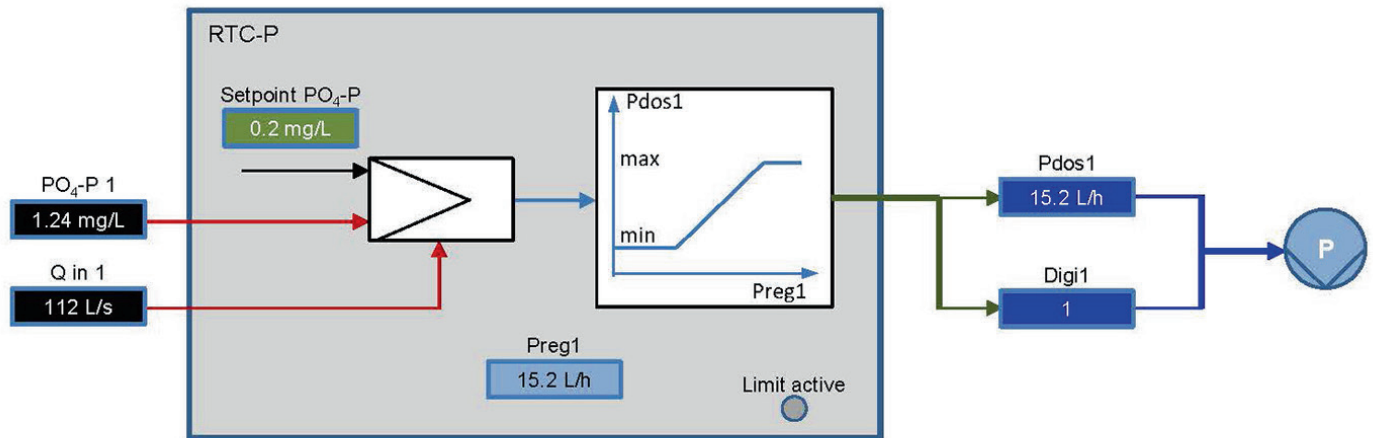 RTC-P
Setpoint PO₄-P
0.2 mg/L
PO₄-P 1
1.24 mg/L
Q in 1
112 L/s
Pdos1
max
min
Preg1
Preg1
15.2 L/h
Limit active
Pdos1
15.2 L/h
Digi1
1
P